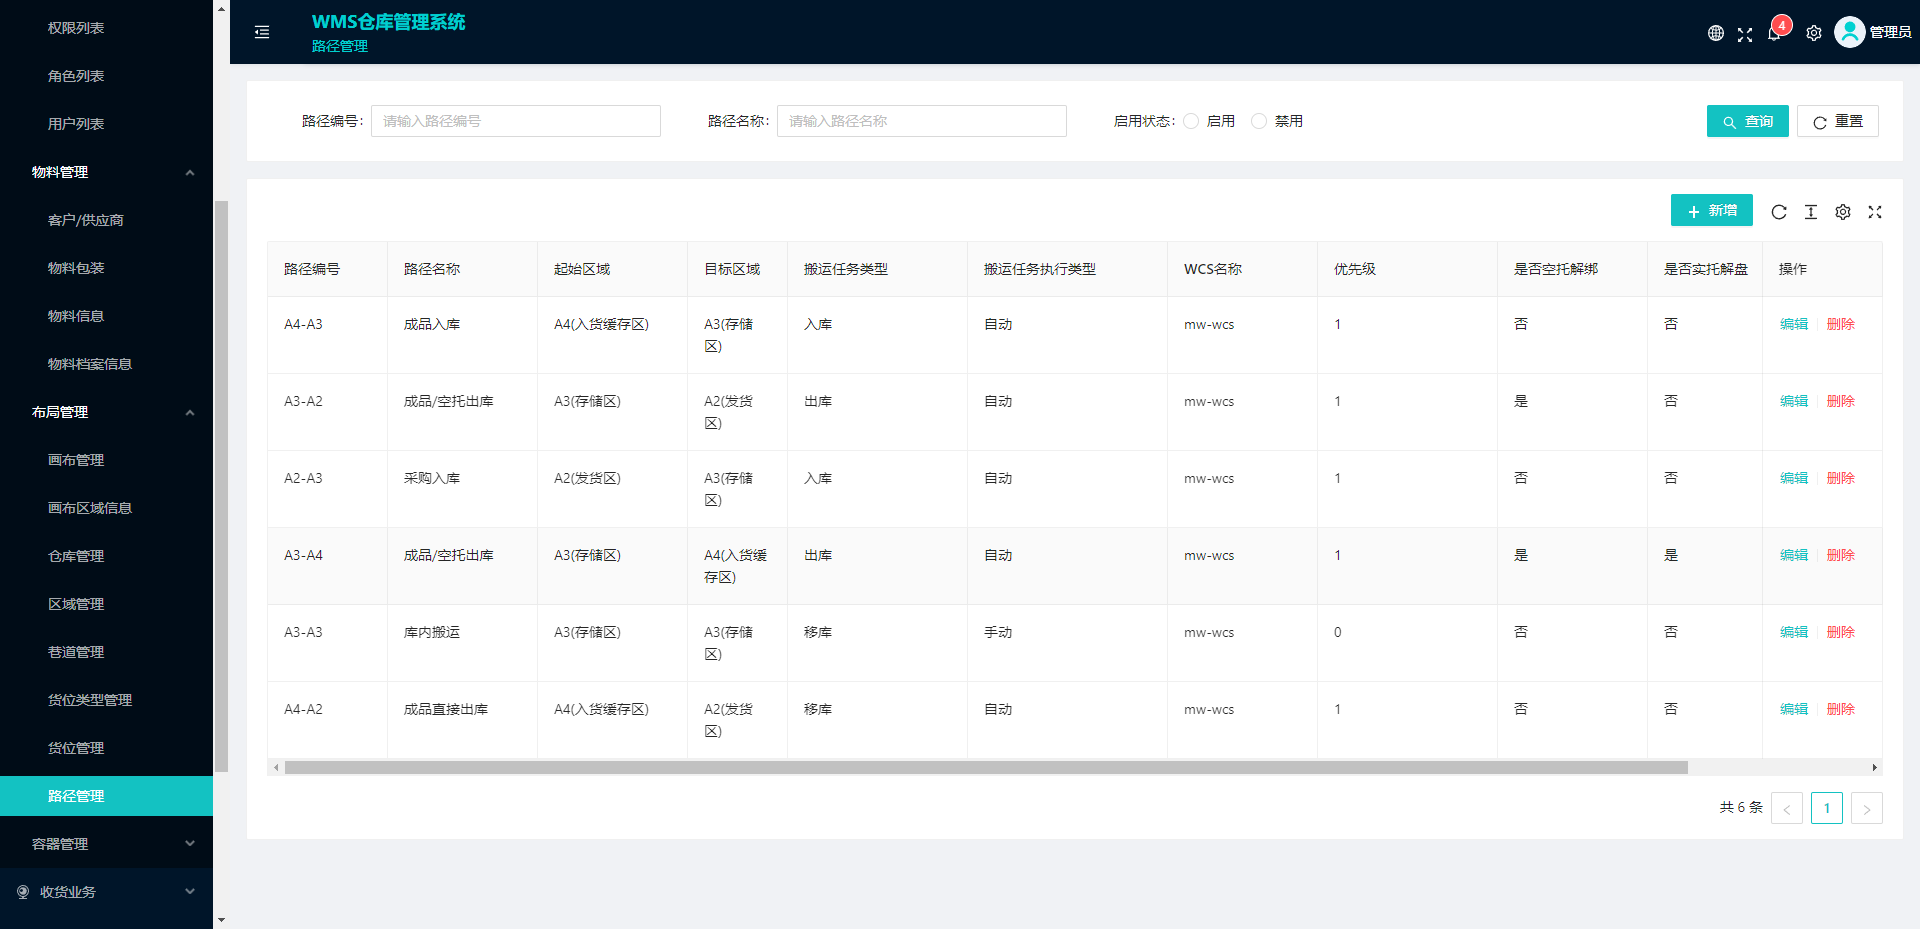 权限列表
角色列表
用户列表
物料管理
客户/供应商
物料包装
物料信息
物料档案信息
布局管理
画布管理
画布区域信息
仓库管理
区域管理
巷道管理
货位类型管理
货位管理
路径管理
容器管理
收货业务
WMS仓库管理系统
路径管理
4
管理员
路径编号: 请输入路径编号 路径名称: 请输入路径名称 启用状态: 启用 禁用 查询 重置
新增
路径编号 路径名称 起始区域 目标区域 搬运任务类型 搬运任务执行类型 WCS名称 优先级 是否空托解绑 是否实托解盘 操作
A4-A3 成品入库 A4(入货缓存区) A3(存储 入库 自动 mw-wcs 1 否 否 编辑 删除
区)
A3-A2 成品/空托出库 A3(存储区) A2(发货 出库 自动 mw-wcs 1 是 否 编辑 删除
区)
A2-A3 采购入库 A2(发货区) A3(存储 入库 自动 mw-wcs 1 否 否 编辑 删除
区)
A3-A4 成品/空托出库 A3(存储区) A4(入货缓 出库 自动 mw-wcs 1 是 是 编辑 删除
存区)
A3-A3 库内搬运 A3(存储区) A3(存储 移库 手动 mw-wcs 0 否 否 编辑 删除
区)
A4-A2 成品直接出库 A4(入货缓存区) A2(发货 移库 自动 mw-wcs 1 否 否 编辑 删除
区)
共 6 条 < 1 >